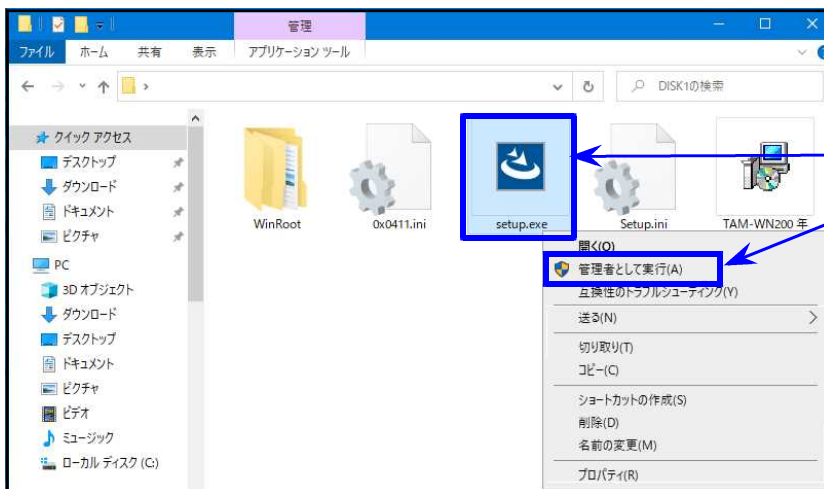 管理
ファイル ホーム 共有 表示 アプリケーション ツール
DISK1の検索
クイック アクセス
デスクトップ
ダウンロード
ドキュメント
ピクチャ
PC
3D オブジェクト
ダウンロード
デスクトップ
ドキュメント
ピクチャ
ビデオ
ミュージック
ローカル ディスク (C:)
WinRoot
0x0411.ini
setup.exe
Setup.ini
TAM-WN200 年
開く(O)
管理者として実行(A)
互換性のトラブルシューティング(Y)
送る(N)
切り取り(T)
コピー(C)
ショートカットの作成(S)
削除(D)
名前の変更(M)
プロパティ(R)